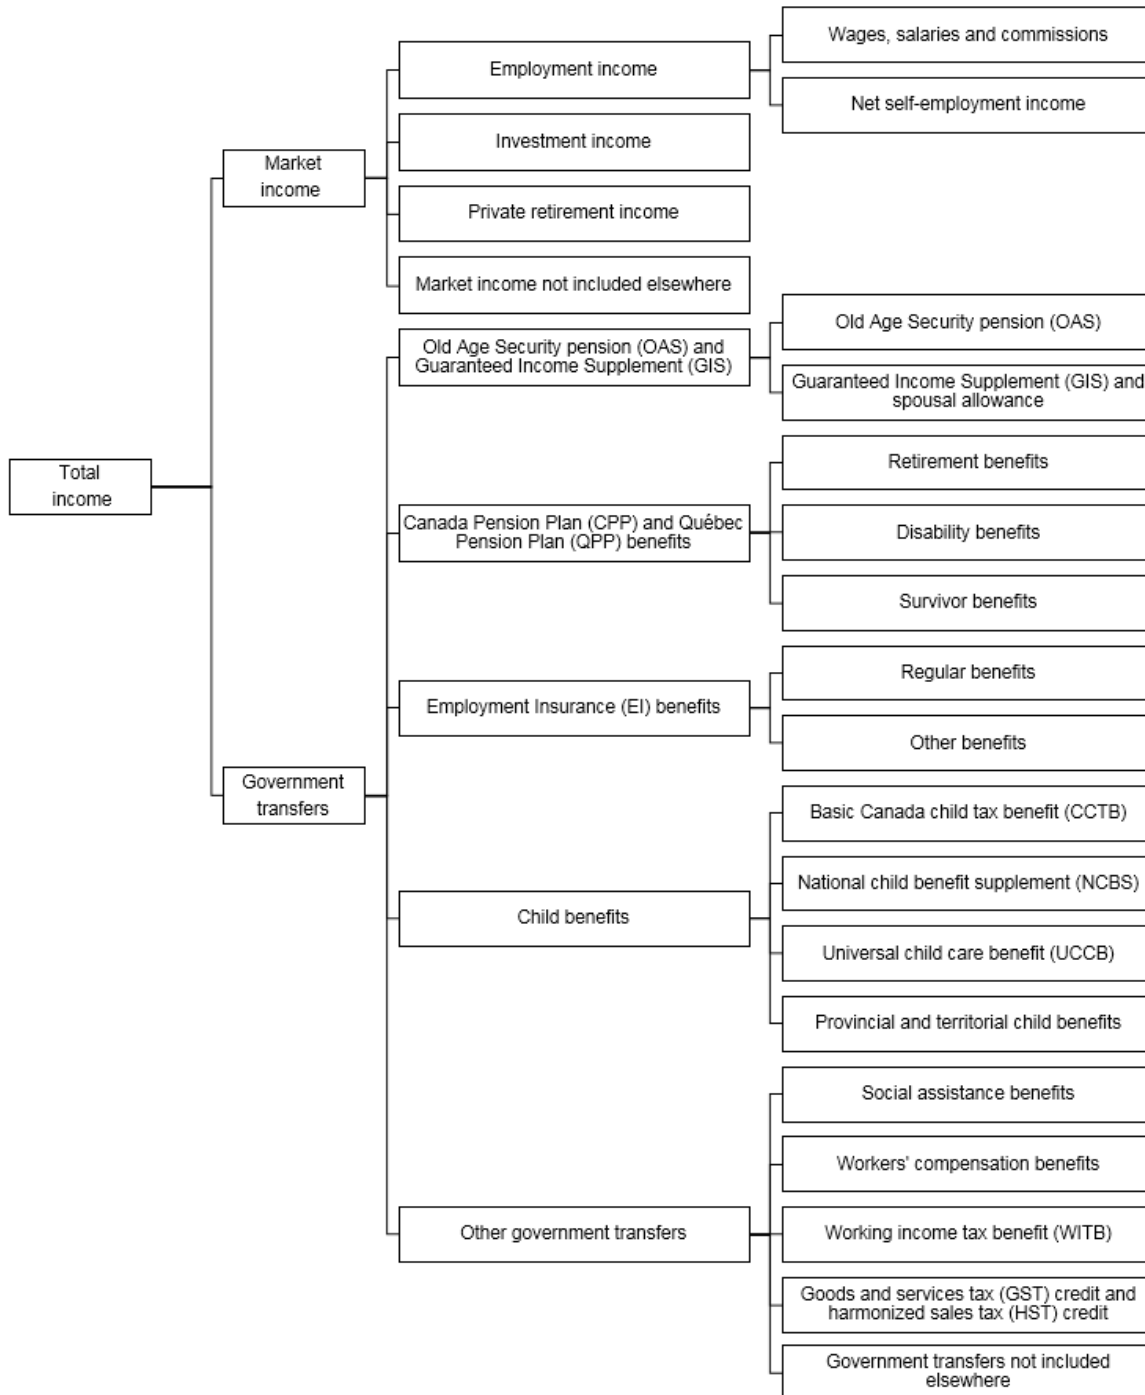 Wages, salaries and commissions
Employment income
Net self-employment income
Investment income
Market
income
Private retirement income
Market income not included elsewhere
Old Age Security pension (OAS)
Old Age Security pension (OAS) and
Guaranteed Income Supplement (GIS)
Guaranteed Income Supplement (GIS) and
spousal allowance
Total
income
Retirement benefits
Canada Pension Plan (CPP) and Québec
Pension Plan (QPP) benefits
Disability benefits
Survivor benefits
Regular benefits
Employment Insurance (EI) benefits
Other benefits
Government
transfers
Basic Canada child tax benefit (CCTB)
National child benefit supplement (NCBS)
Child benefits
Universal child care benefit (UCCB)
Provincial and territorial child benefits
Social assistance benefits
Workers' compensation benefits
Other government transfers
Working income tax benefit (WITB)
Goods and services tax (GST) credit and
harmonized sales tax (HST) credit
Government transfers not included
elsewhere